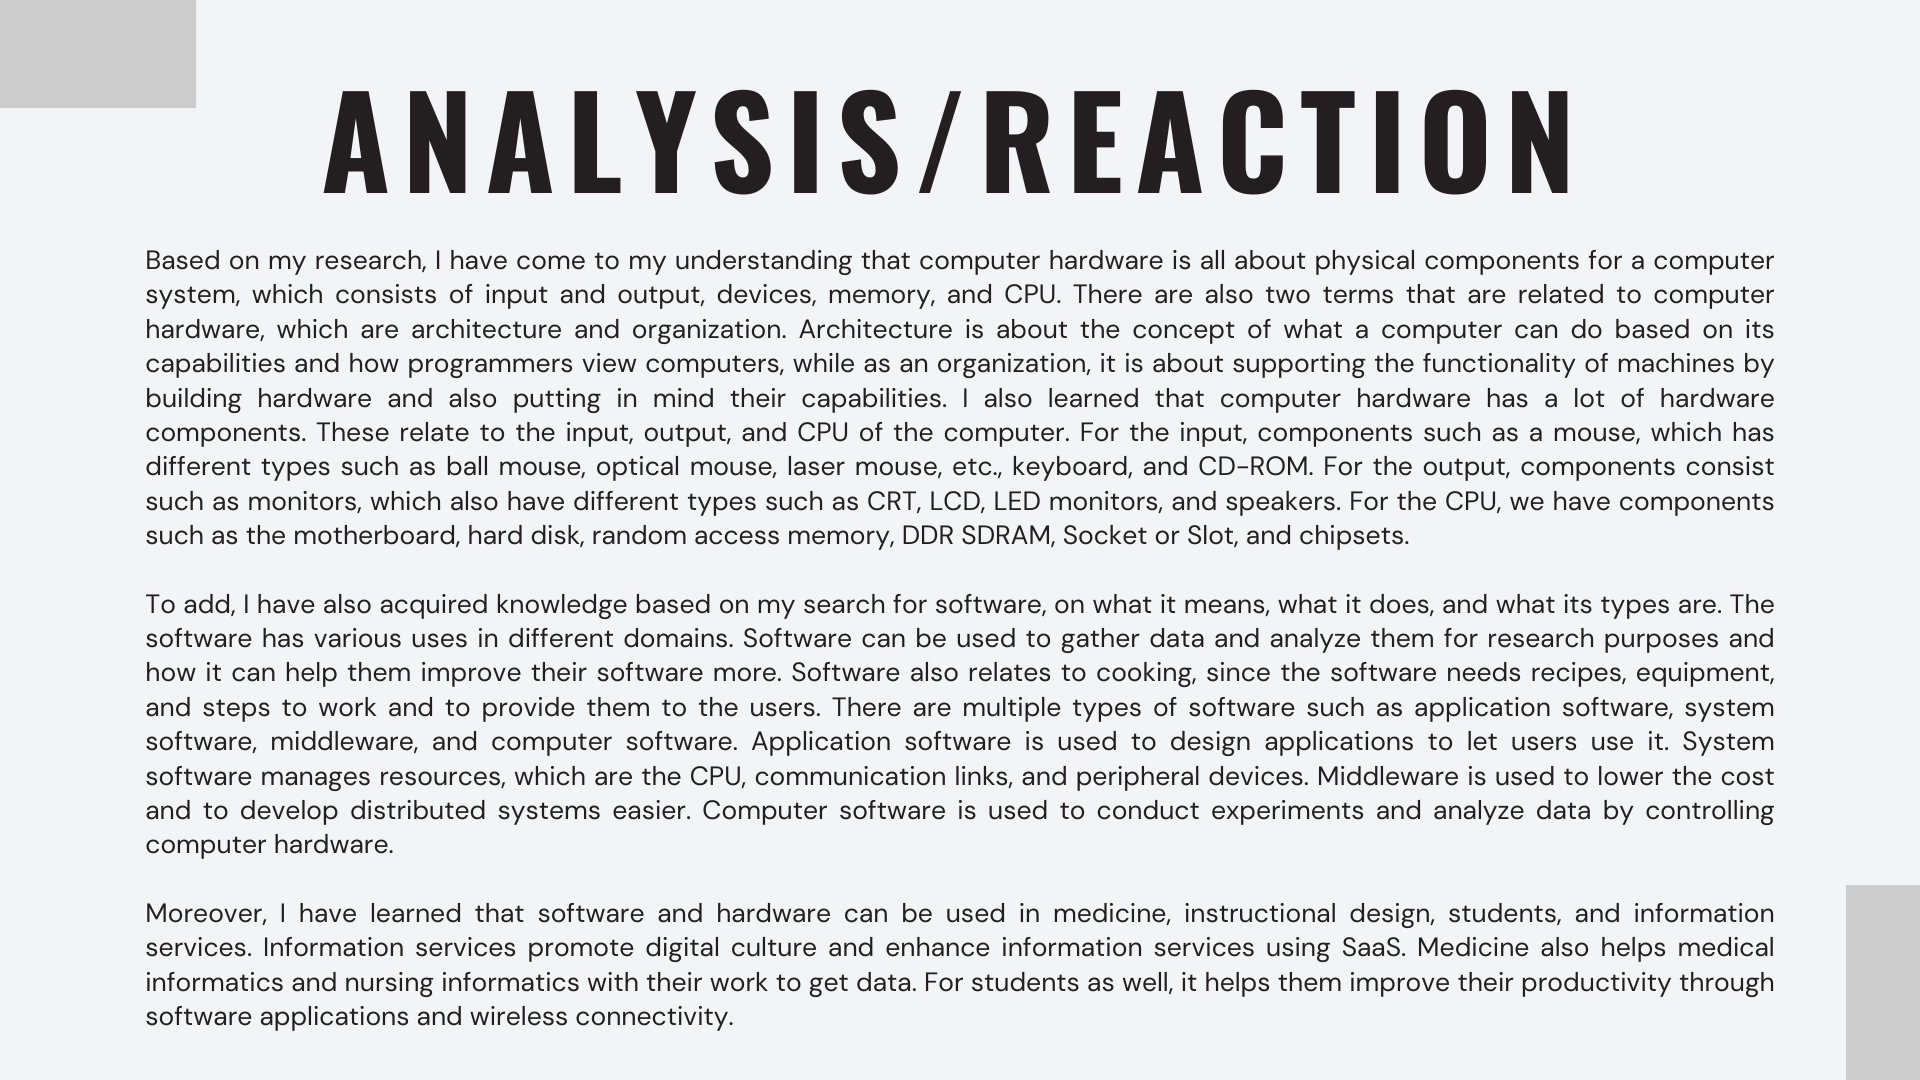 ANALYSIS/REACTION
Based on my research, I have come to my understanding that computer hardware is all about physical components for a computer
system, which consists of input and output, devices, memory, and CPU. There are also two terms that are related to computer
hardware, which are architecture and organization. Architecture is about the concept of what a computer can do based on its
capabilities and how programmers view computers, while as an organization, it is about supporting the functionality of machines by
building hardware and also putting in mind their capabilities. I also learned that computer hardware has a lot of hardware
components. These relate to the input, output, and CPU of the computer. For the input, components such as a mouse, which has
different types such as ball mouse, optical mouse, laser mouse, etc., keyboard, and CD-ROM. For the output, components consist
such as monitors, which also have different types such as CRT, LCD, LED monitors, and speakers. For the CPU, we have components
such as the motherboard, hard disk, random access memory, DDR SDRAM, Socket or Slot, and chipsets.
To add, I have also acquired knowledge based on my search for software, on what it means, what it does, and what its types are. The
software has various uses in different domains. Software can be used to gather data and analyze them for research purposes and
how it can help them improve their software more. Software also relates to cooking, since the software needs recipes, equipment,
and steps to work and to provide them to the users. There are multiple types of software such as application software, system
software, middleware, and computer software. Application software is used to design applications to let users use it. System
software manages resources, which are the CPU, communication links, and peripheral devices. Middleware is used to lower the cost
and to develop distributed systems easier. Computer software is used to conduct experiments and analyze data by controlling
computer hardware.
Moreover, I have learned that software and hardware can be used in medicine, instructional design, students, and information
services. Information services promote digital culture and enhance information services using SaaS. Medicine also helps medical
informatics and nursing informatics with their work to get data. For students as well, it helps them improve their productivity through
software applications and wireless connectivity.